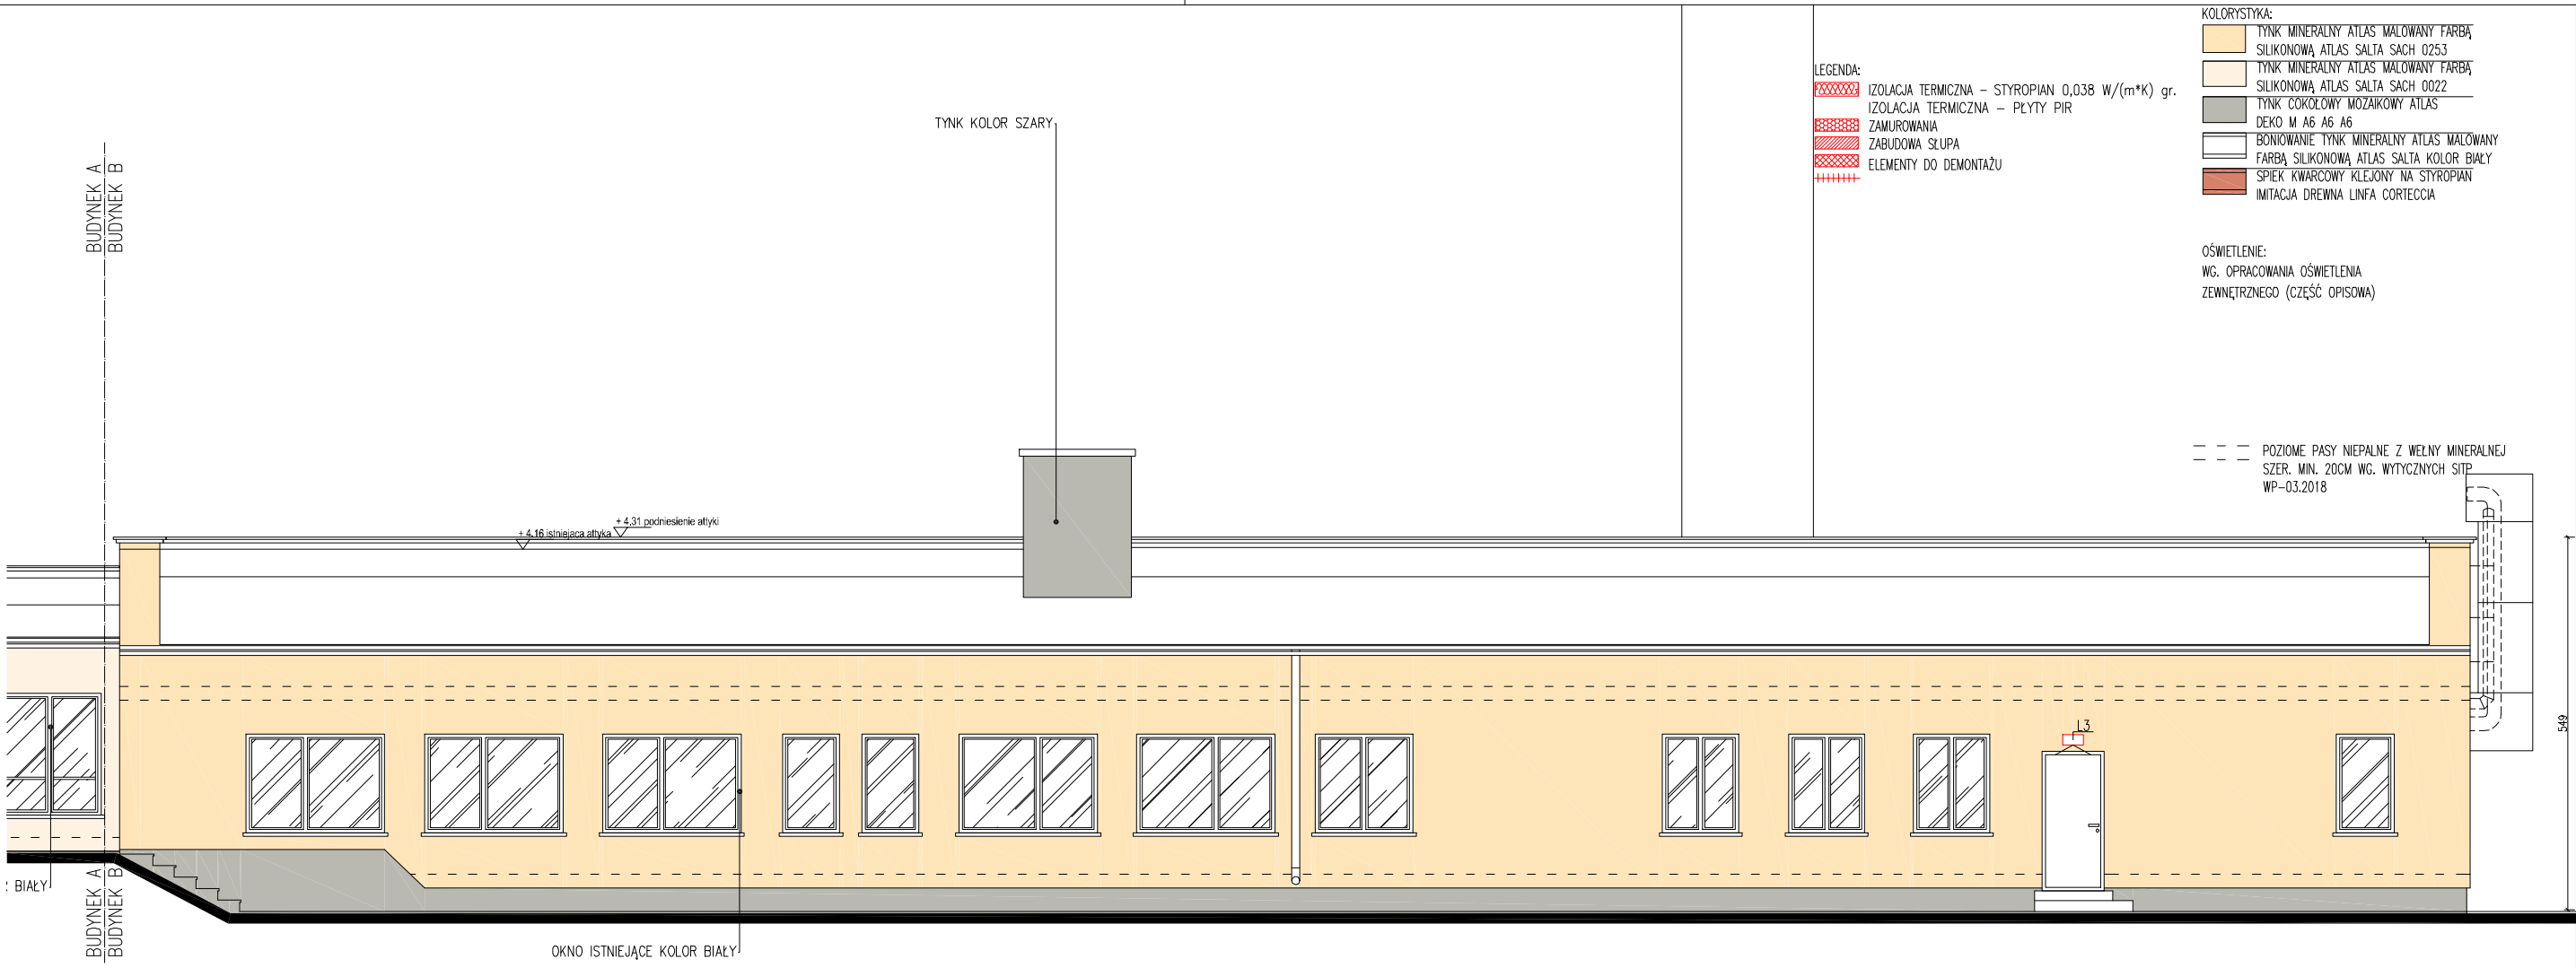 KOLORYSTYKA:
TYNK MINERALNY ATLAS MALOWANY FARBĄ
SILIKONOWĄ ATLAS SALTA SACH 0253
TYNK MINERALNY ATLAS MALOWANY FARBĄ
SILIKONOWĄ ATLAS SALTA SACH 0022
TYNK COKOŁOWY MOZAIKOWY ATLAS
DEKO M A6 A6 A6
BONIOWANIE TYNK MINERALNY ATLAS MALOWANY
FARBĄ SILIKONOWĄ ATLAS SALTA KOLOR BIAŁY
SPIEK KWARCOWY KLEJONY NA STYROPIAN
IMITACJA DREWNA LINFA CORTECCIA
LEGENDA:
IZOLACJA TERMICZNA – STYROPIAN 0,038 W/(m*K) gr.
IZOLACJA TERMICZNA – PŁYTY PIR
ZAMUROWANIA
ZABUDOWA SŁUPA
ELEMENTY DO DEMONTAŻU
OŚWIETLENIE:
WG. OPRACOWANIA OŚWIETLENIA
ZEWNĘTRZNEGO (CZĘŚĆ OPISOWA)
TYNK KOLOR SZARY
BUDYNEK A
BUDYNEK B
POZIOME PASY NIEPALNE Z WEŁNY MINERALNEJ
SZER. MIN. 20CM WG. WYTYCZNYCH SITP
WP–03.2018
+ 4.31 podniesienie attyki
+ 4.16 istniejaca attyka
L3
549
BIAŁY
BUDYNEK A
BUDYNEK B
OKNO ISTNIEJĄCE KOLOR BIAŁY